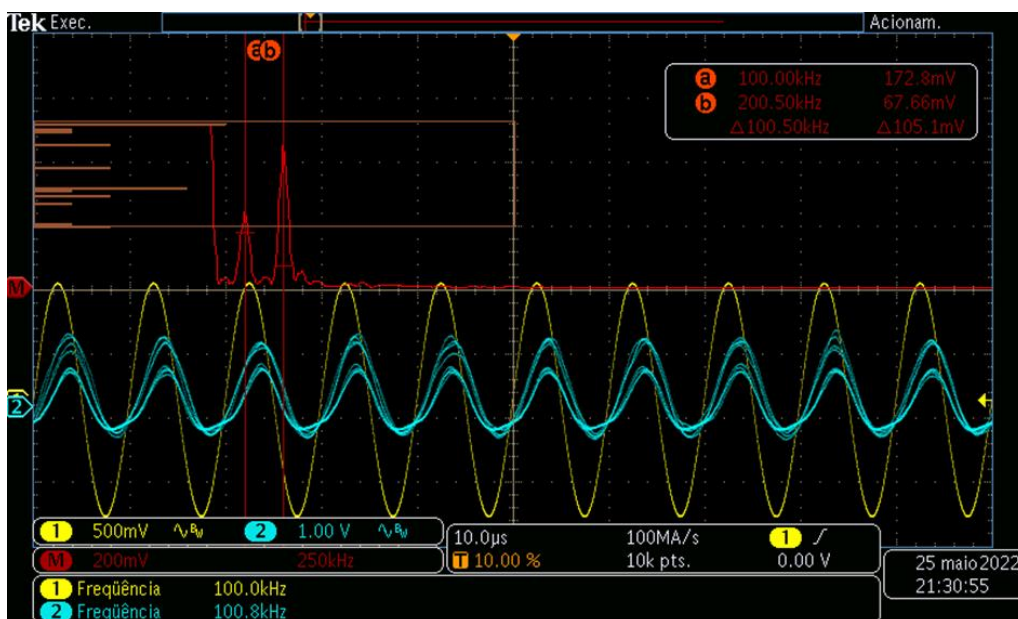 Tek Exec. Acionam.
a b
a 100.00kHz 172.8mV
b 200.50kHz 67.66mV
△100.50kHz △105.1mV
M
2
1 500mV 2 1.00 V
M 200mV 250kHz
10.0µs 100MA/s 1
T 10.00 % 10k pts. 0.00 V
1 Freqüência 100.0kHz
2 Freqüência 100.8kHz
25 maio 2022
21:30:55